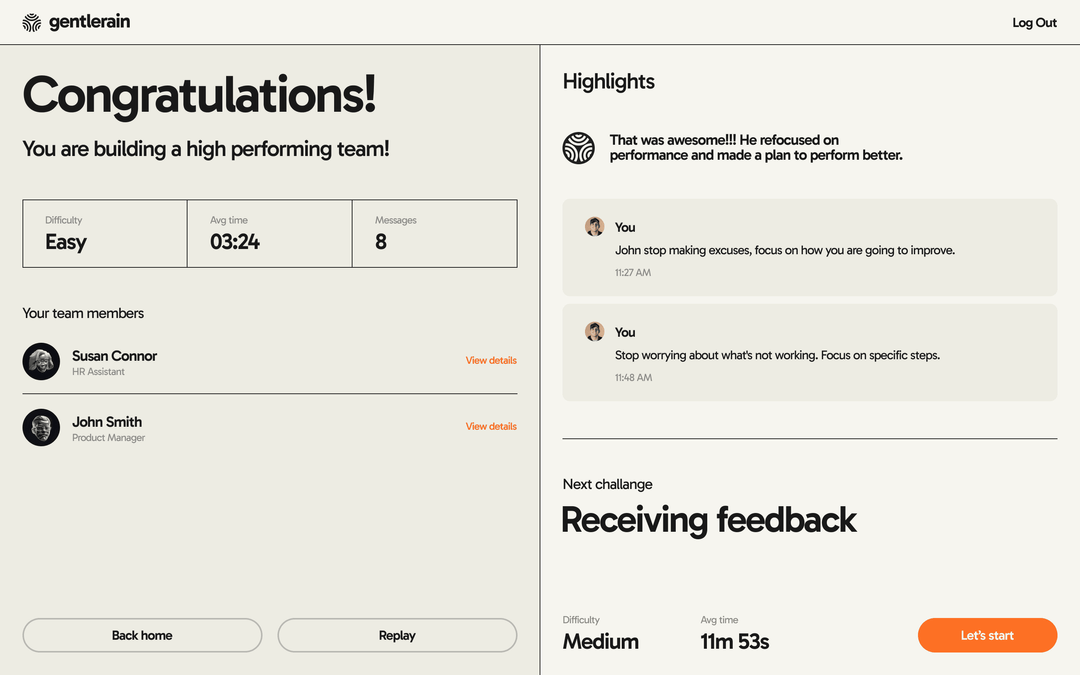 gentlerain
Log Out
Congratulations!
You are building a high performing team!
Difficulty
Easy
Avg time
03:24
Messages
8
Your team members
Susan Connor
HR Assistant
View details
John Smith
Product Manager
View details
Back home
Replay
Highlights
That was awesome!!! He refocused on
performance and made a plan to perform better.
You
John stop making excuses, focus on how you are going to improve.
11:27 AM
You
Stop worrying about what's not working. Focus on specific steps.
11:48 AM
Next challange
Receiving feedback
Difficulty
Medium
Avg time
11m 53s
Let's start